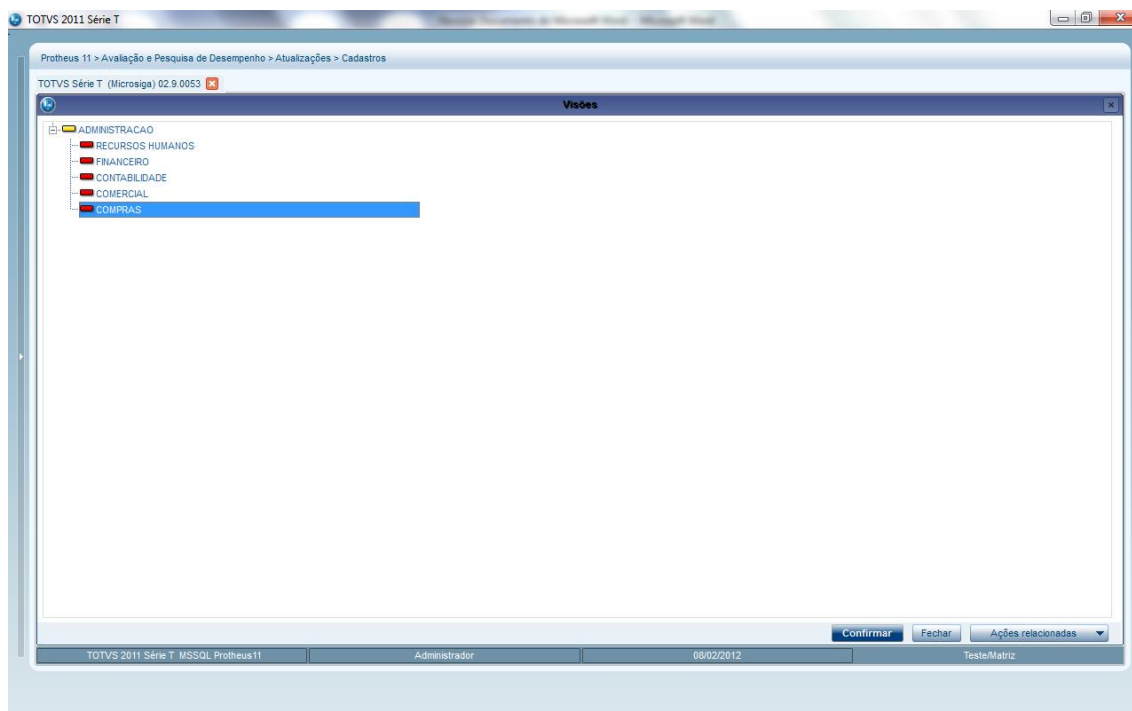 TOTVS 2011 Série T
Protheus 11 > Avaliação e Pesquisa de Desempenho > Atualizações > Cadastros
TOTVS Série T (Microsiga) 02.9.0053
Visões
ADMINISTRACAO
RECURSOS HUMANOS
FINANCEIRO
CONTABILIDADE
COMERCIAL
COMPRAS
Confirmar Fechar Ações relacionadas
TOTVS 2011 Série T MSSQL Protheus11 Administrador 08/02/2012 Teste/Matriz